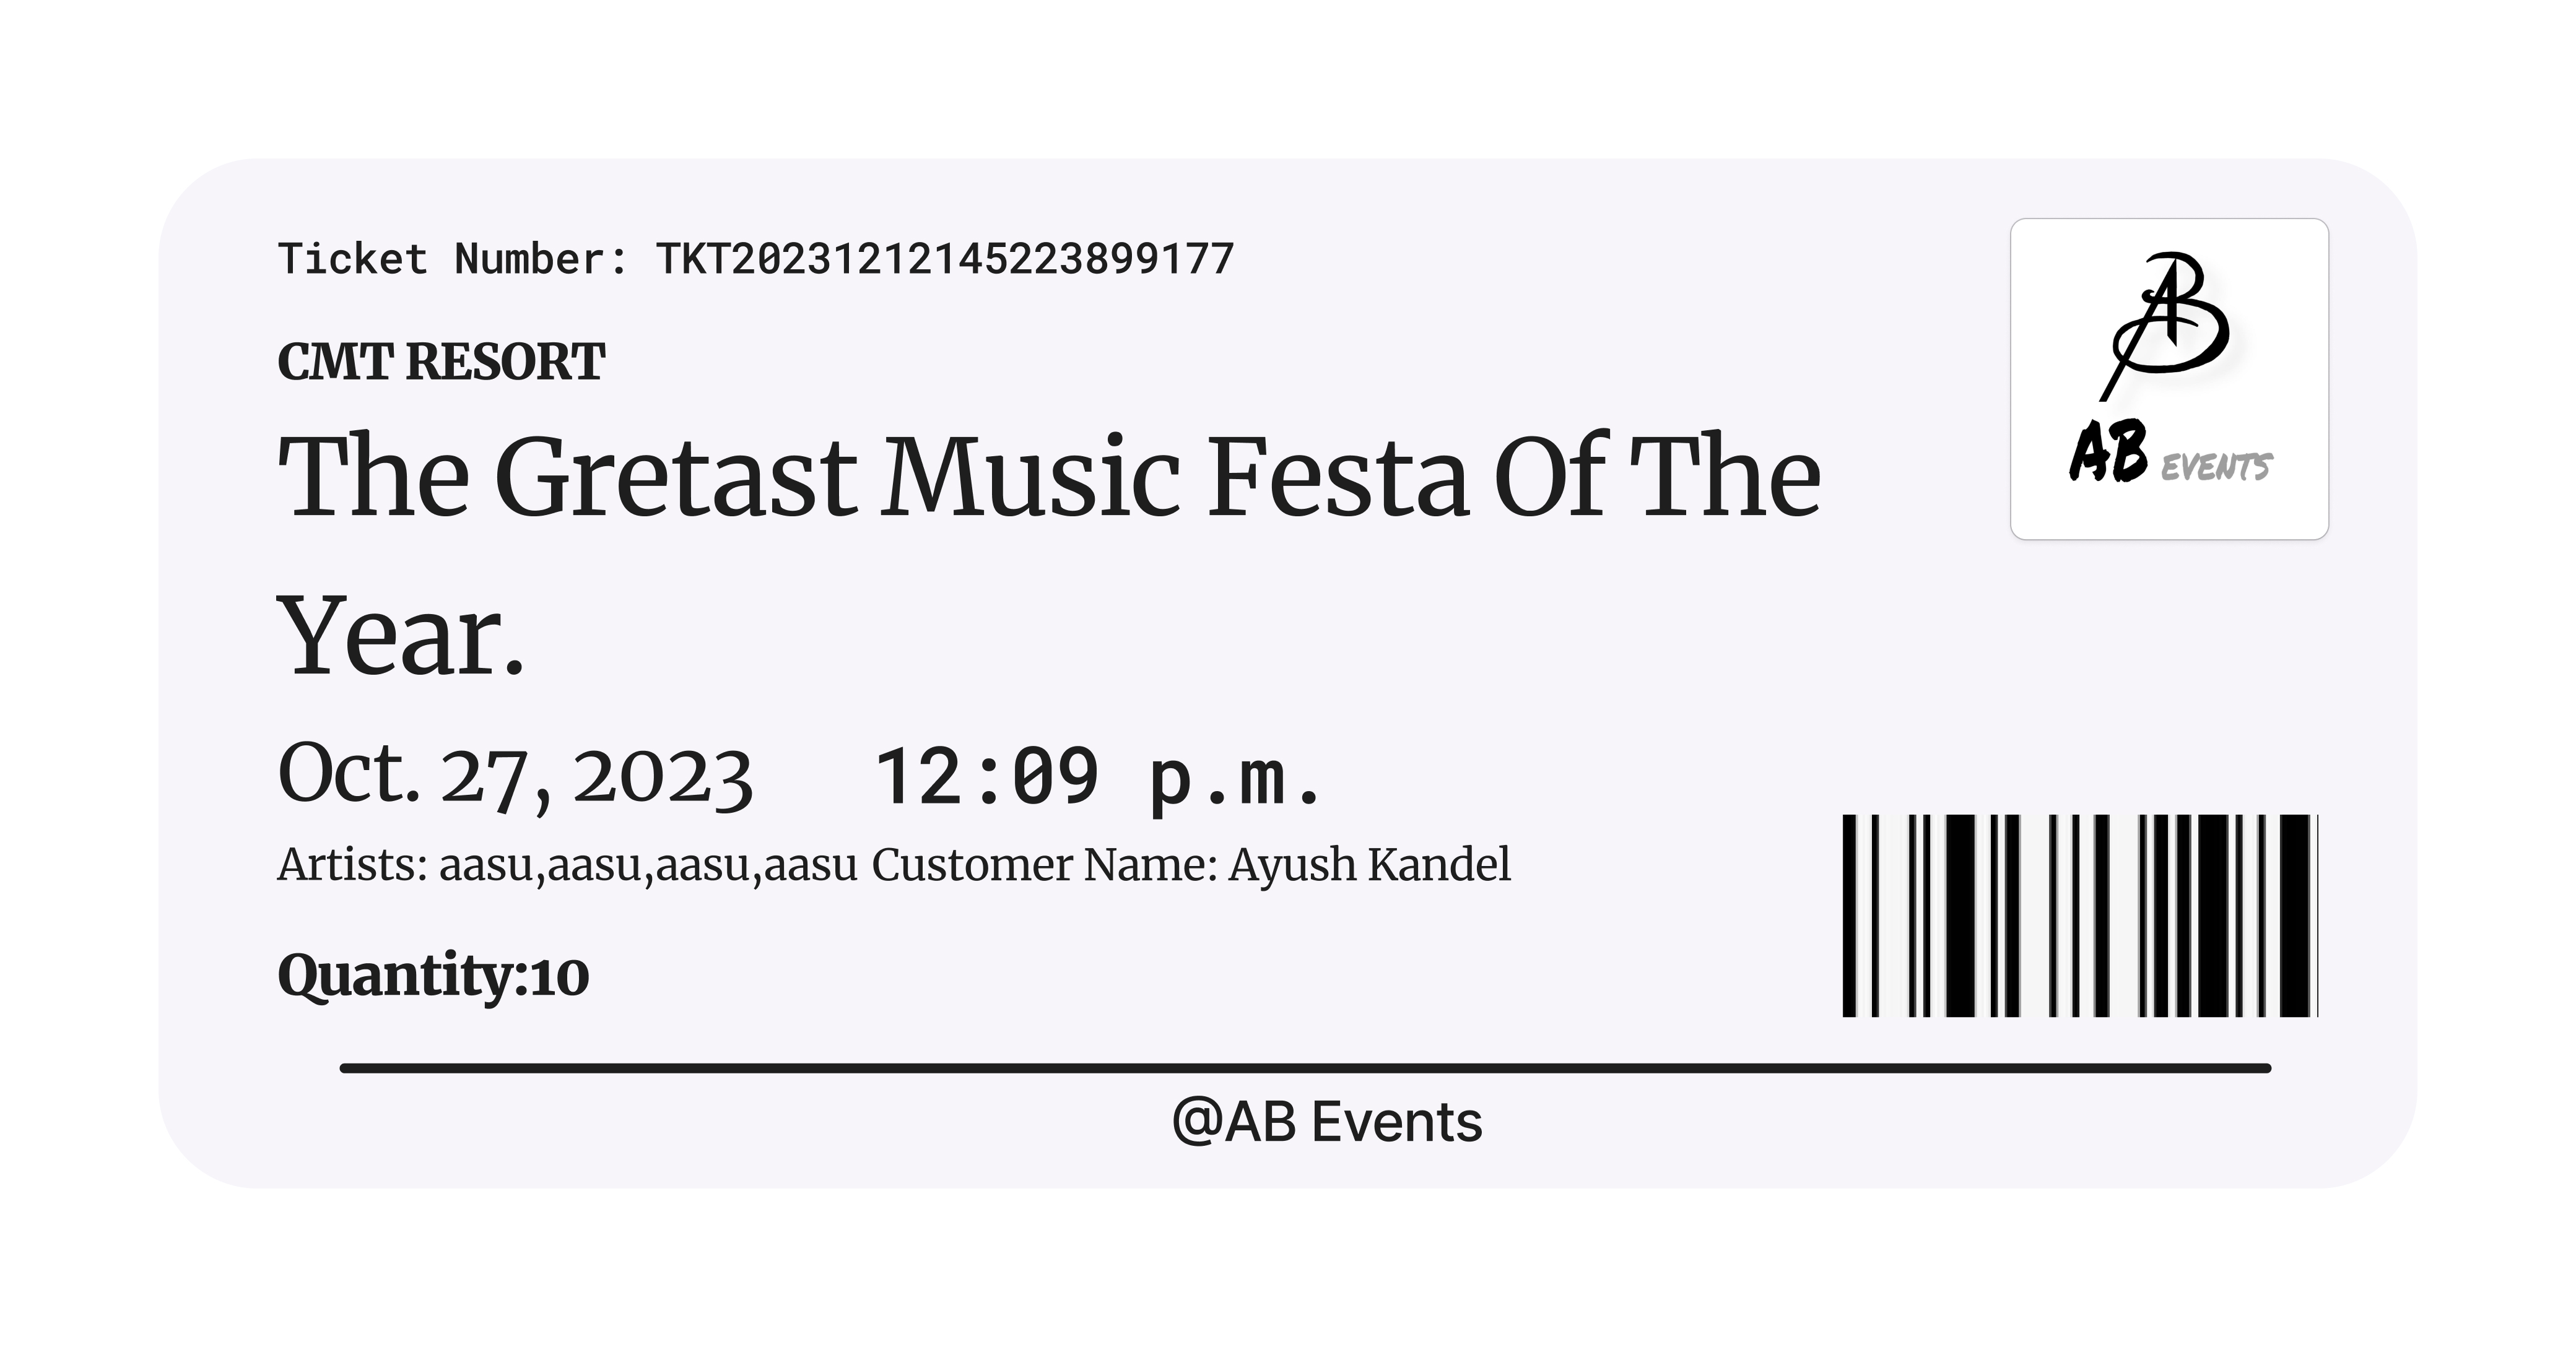 Ticket Number: TKT20231212145223899177
CMT RESORT
The Gretast Music Festa Of The
Year.
Oct. 27, 2023 12:09 p.m.
Artists: aasu,aasu,aasu,aasu Customer Name: Ayush Kandel
Quantity:10
@AB Events
AB
AB EVENTS